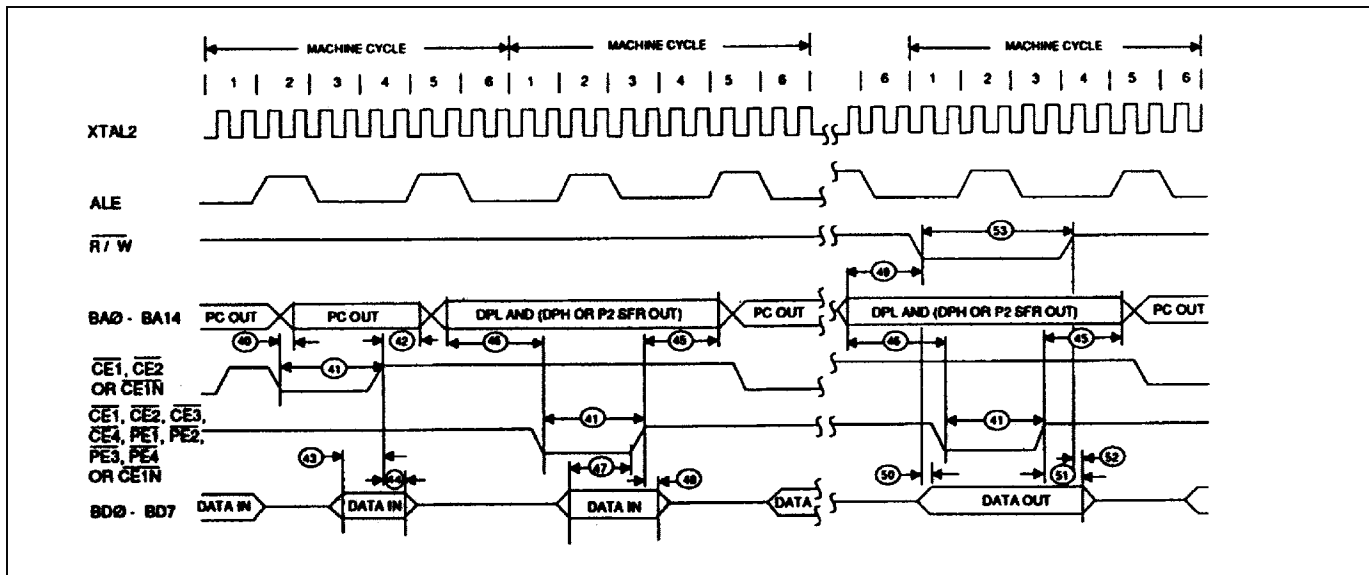 MACHINE CYCLE MACHINE CYCLE MACHINE CYCLE
1 2 3 4 5 6 1 2 3 4 5 6 6 1 2 3 4 5 6
XTAL2
ALE
R / W
53
49
BAØ - BA14 PC OUT PC OUT DPL AND (DPH OR P2 SFR OUT) PC OUT DPL AND (DPH OR P2 SFR OUT) PC OUT
40 42 46 45 46 45
CE1, CE2
OR CE1N
41
CE1, CE2, CE3,
CE4, PE1, PE2,
PE3, PE4
OR CE1N
41 41
43 44 47 48 50 51 52
BDØ - BD7 DATA IN DATA IN DATA IN DATA DATA OUT